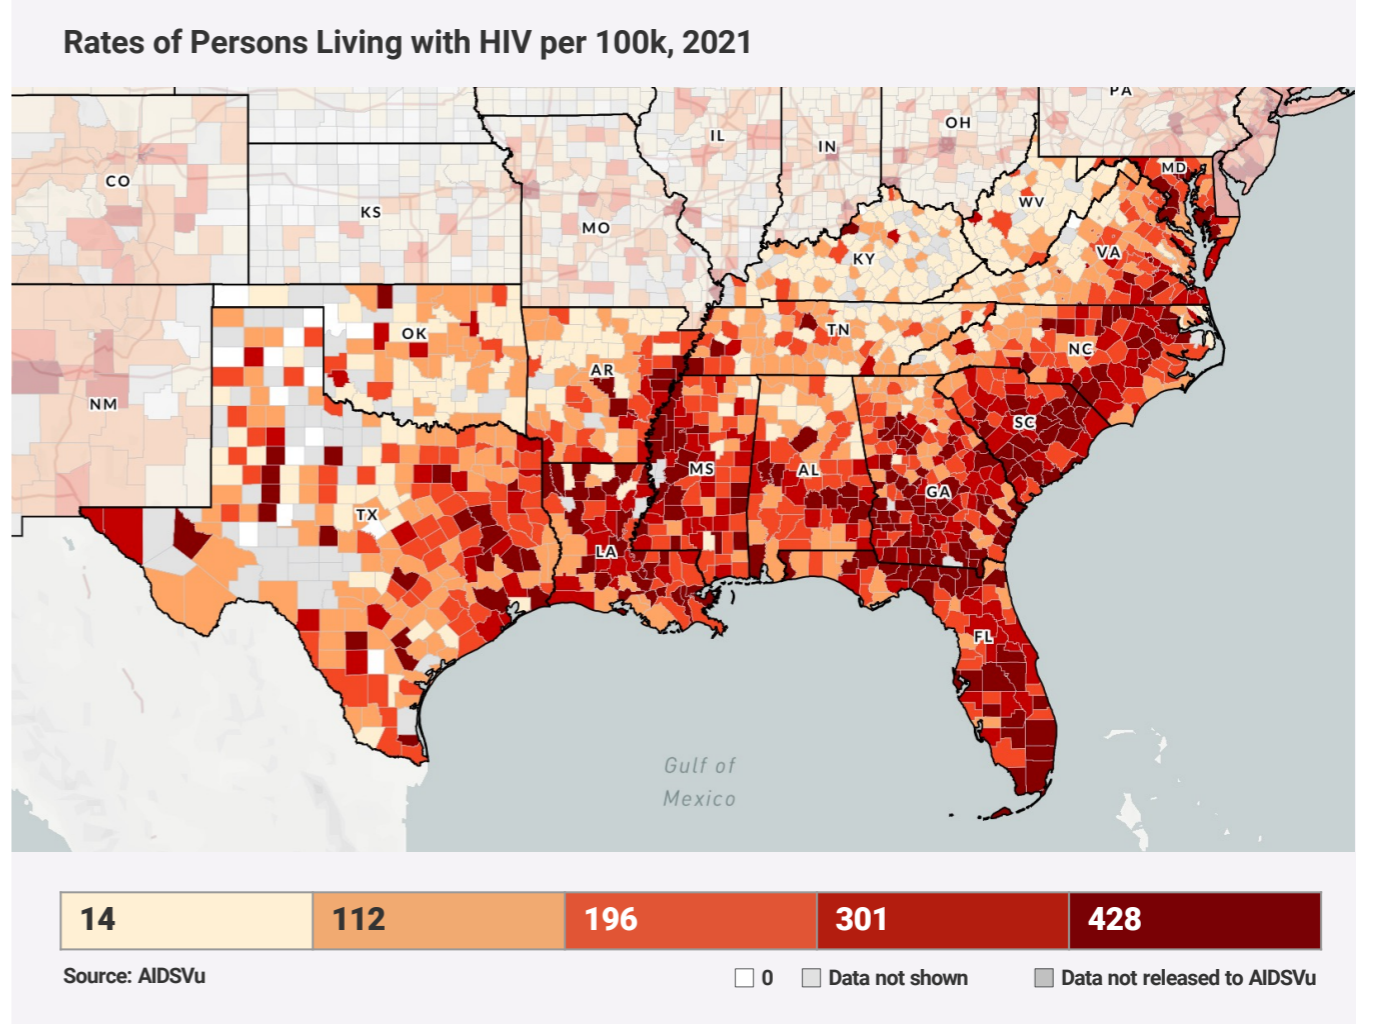 Rates of Persons Living with HIV per 100k, 2021
PA
OH
IL
IN
MD
CO
WV
KS
MO
VA
KY
OK
TN
NC
AR
NM
SC
MS
AL
GA
TX
LA
FL
Gulf of
Mexico
14 112 196 301 428
Source: AIDSVu 0 Data not shown Data not released to AIDSVu